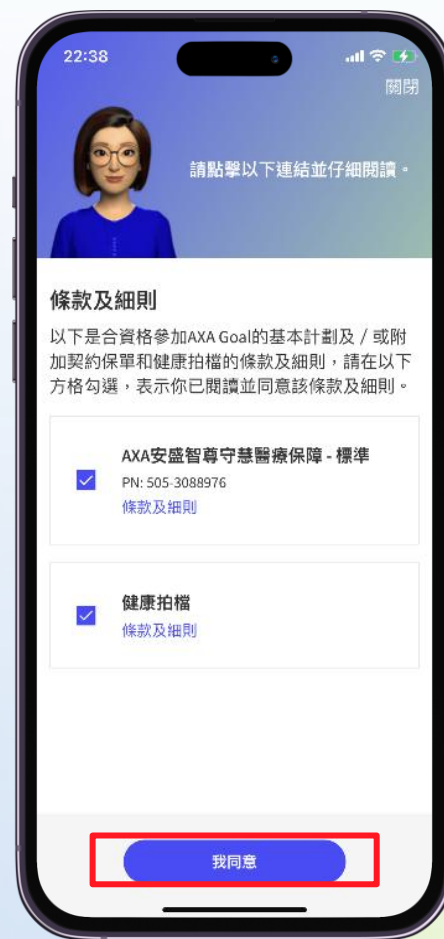 22:38
關閉
請點擊以下連結並仔細閱讀。
條款及細則
以下是合資格參加AXA Goal的基本計劃及 / 或附
加契約保單和健康拍檔的條款及細則,請在以下
方格勾選,表示你已閱讀並同意該條款及細則。
AXA安盛智尊守慧醫療保障 - 標準
PN: 505-3088976
條款及細則
健康拍檔
條款及細則
我同意